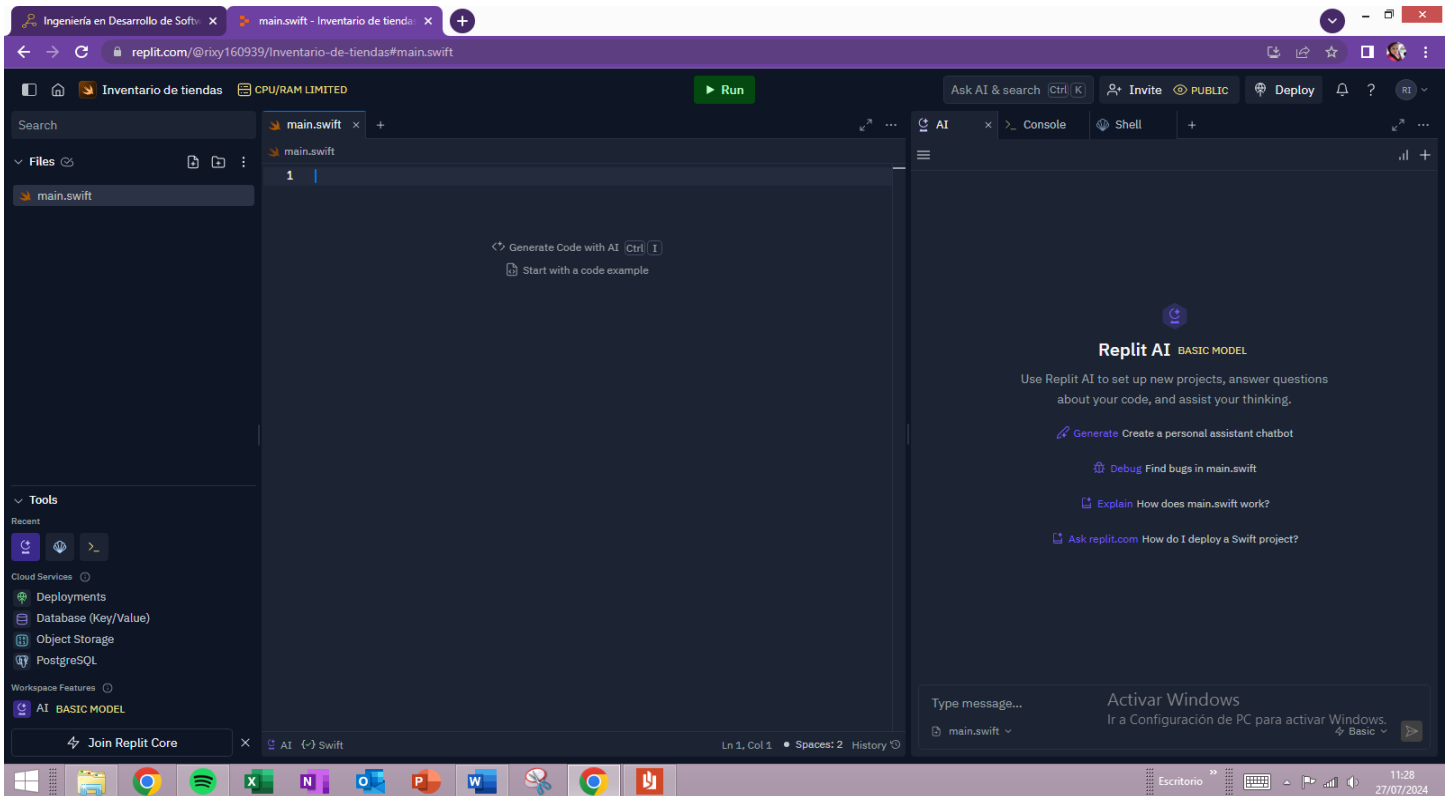 Ingeniería en Desarrollo de Softw
main.swift - Inventario de tiendas
replit.com/@rixy160939/Inventario-de-tiendas#main.swift
Inventario de tiendas
CPU/RAM LIMITED
Run
Ask AI & search Ctrl K
Invite
PUBLIC
Deploy
RI
Search
main.swift
AI
Console
Shell
Files
main.swift
1
main.swift
Generate Code with AI Ctrl I
Start with a code example
Replit AI BASIC MODEL
Use Replit AI to set up new projects, answer questions
about your code, and assist your thinking.
Generate Create a personal assistant chatbot
Debug Find bugs in main.swift
Explain How does main.swift work?
Ask replit.com How do I deploy a Swift project?
Tools
Recent
Cloud Services
Deployments
Database (Key/Value)
Object Storage
PostgreSQL
Workspace Features
AI BASIC MODEL
Join Replit Core
AI
Swift
Ln 1, Col 1
Spaces: 2
History
Type message...
main.swift
Basic
Activar Windows
Ir a Configuración de PC para activar Windows.
Escritorio
11:28
27/07/2024